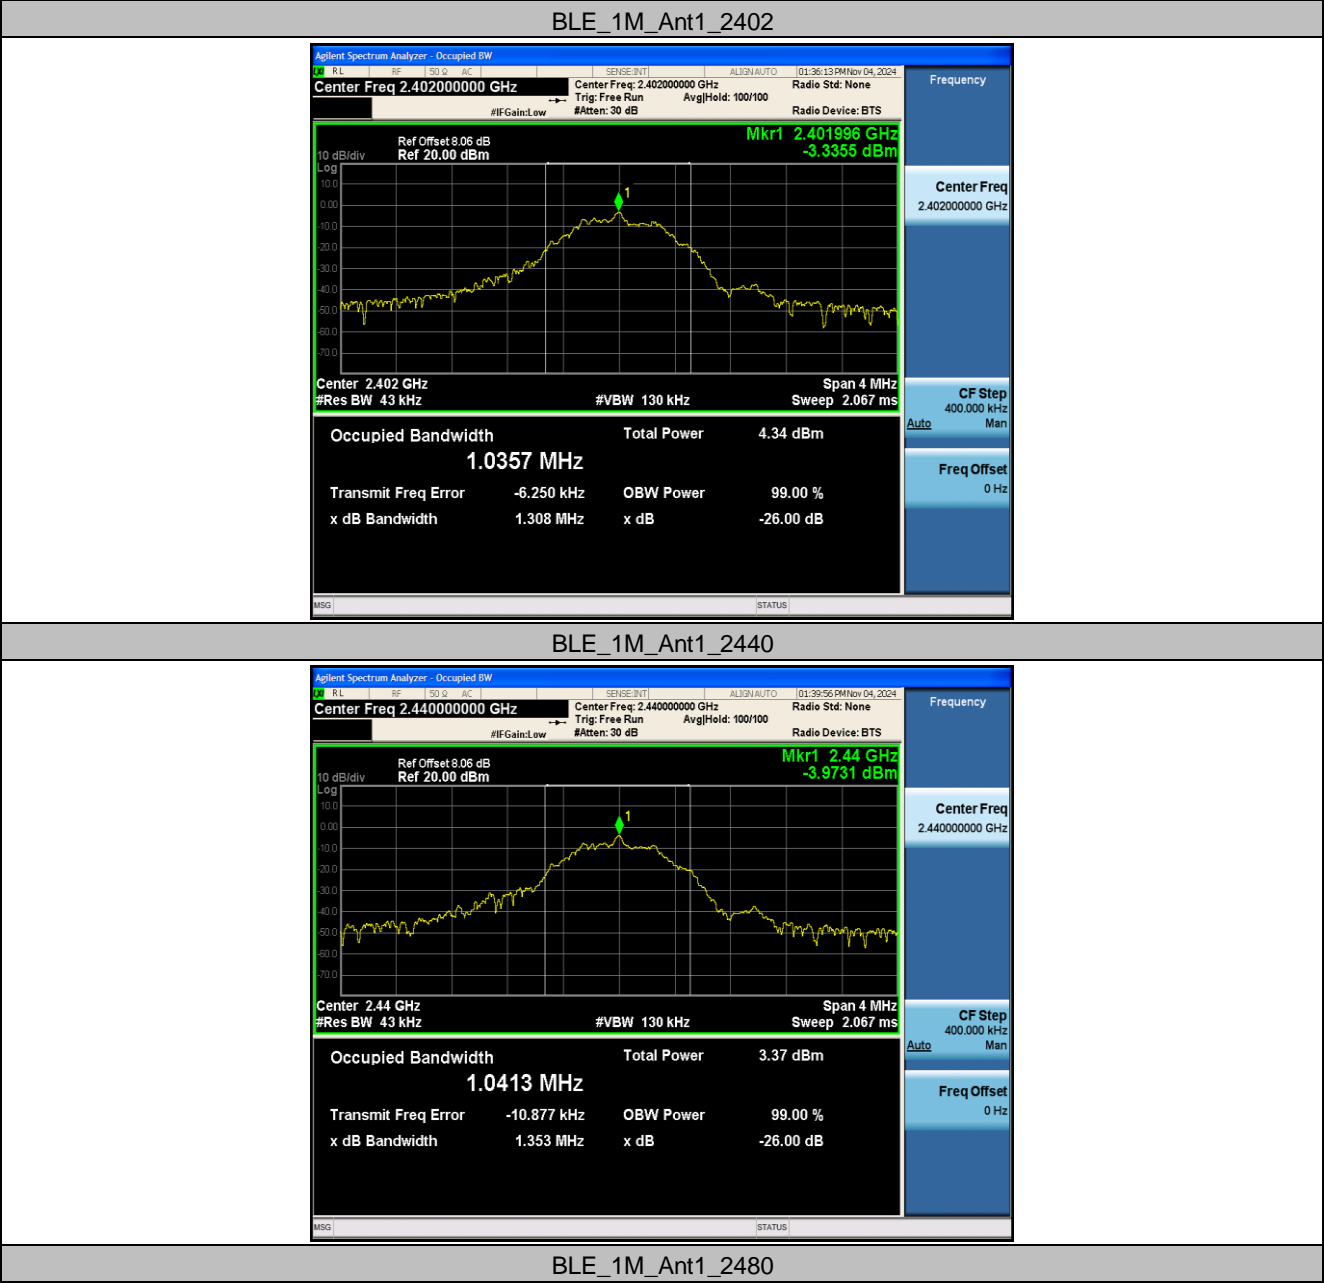 BLE_1M_Ant1_2402
Agilent Spectrum Analyzer - Occupied BW
RL RF 50 Ω AC SENSE:INT ALIGN AUTO 01:36:13 PM Nov 04, 2024
Center Freq 2.402000000 GHz
Center Freq: 2.402000000 GHz Radio Std: None
Trig: Free Run Avg|Hold: 100/100
#IFGain:Low #Atten: 30 dB Radio Device: BTS
Frequency
Mkr1 2.401996 GHz
-3.3355 dBm
Ref Offset 8.06 dB
10 dB/div Ref 20.00 dBm
Log
10.0
0.00
-10.0
-20.0
-30.0
-40.0
-50.0
-60.0
-70.0
1
Center 2.402 GHz Span 4 MHz
#Res BW 43 kHz #VBW 130 kHz Sweep 2.067 ms
Center Freq
2.402000000 GHz
CF Step
400.000 kHz
Auto Man
Freq Offset
0 Hz
Occupied Bandwidth Total Power 4.34 dBm
1.0357 MHz
Transmit Freq Error -6.250 kHz OBW Power 99.00 %
x dB Bandwidth 1.308 MHz x dB -26.00 dB
MSG STATUS
BLE_1M_Ant1_2440
Agilent Spectrum Analyzer - Occupied BW
RL RF 50 Ω AC SENSE:INT ALIGN AUTO 01:39:56 PM Nov 04, 2024
Center Freq 2.440000000 GHz
Center Freq: 2.440000000 GHz Radio Std: None
Trig: Free Run Avg|Hold: 100/100
#IFGain:Low #Atten: 30 dB Radio Device: BTS
Frequency
Mkr1 2.44 GHz
-3.9731 dBm
Ref Offset 8.06 dB
10 dB/div Ref 20.00 dBm
Log
10.0
0.00
-10.0
-20.0
-30.0
-40.0
-50.0
-60.0
-70.0
1
Center 2.44 GHz Span 4 MHz
#Res BW 43 kHz #VBW 130 kHz Sweep 2.067 ms
Center Freq
2.440000000 GHz
CF Step
400.000 kHz
Auto Man
Freq Offset
0 Hz
Occupied Bandwidth Total Power 3.37 dBm
1.0413 MHz
Transmit Freq Error -10.877 kHz OBW Power 99.00 %
x dB Bandwidth 1.353 MHz x dB -26.00 dB
MSG STATUS
BLE_1M_Ant1_2480